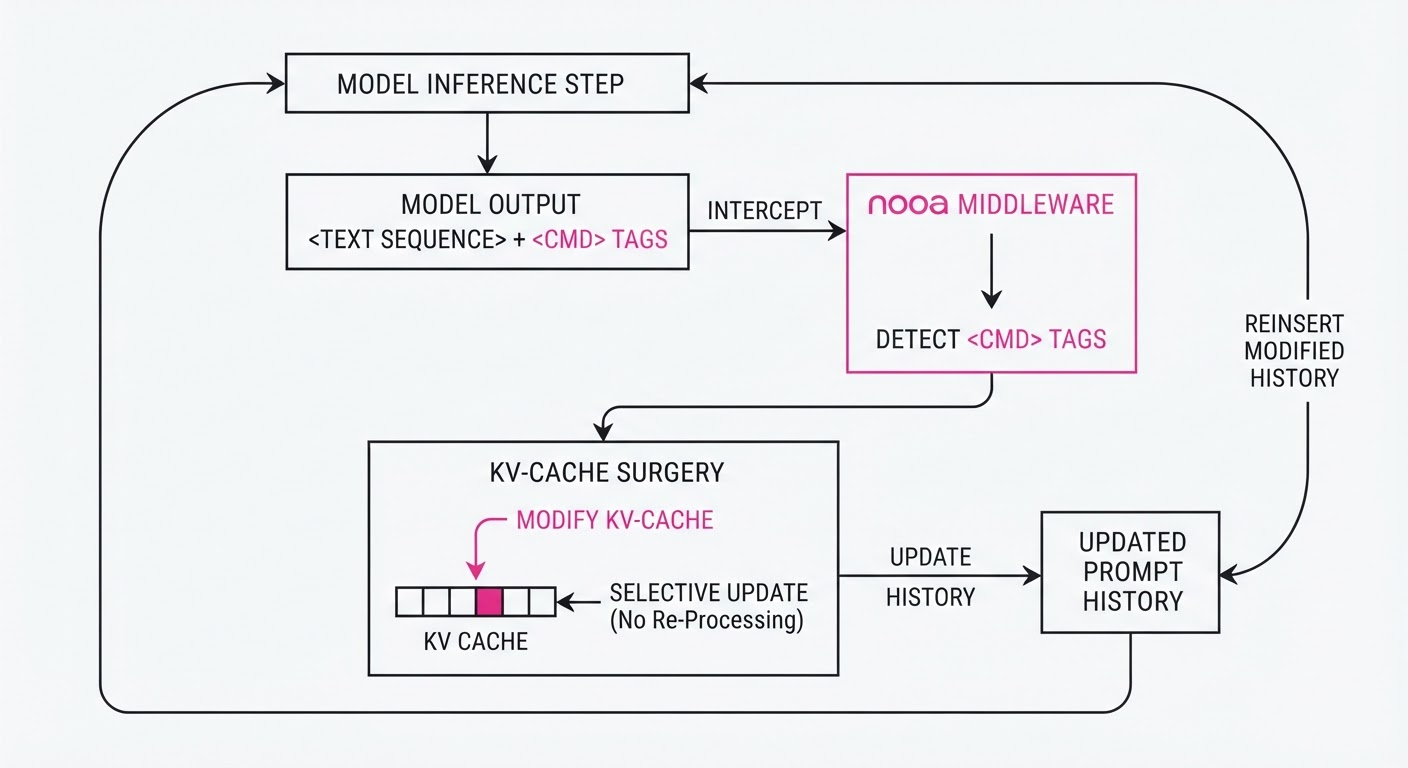 MODEL INFERENCE STEP
MODEL OUTPUT
<TEXT SEQUENCE> + <CMD> TAGS
INTERCEPT
nooa MIDDLEWARE
DETECT <CMD> TAGS
REINSERT
MODIFIED
HISTORY
KV-CACHE SURGERY
MODIFY KV-CACHE
SELECTIVE UPDATE
(No Re-Processing)
KV CACHE
UPDATE
HISTORY
UPDATED
PROMPT
HISTORY